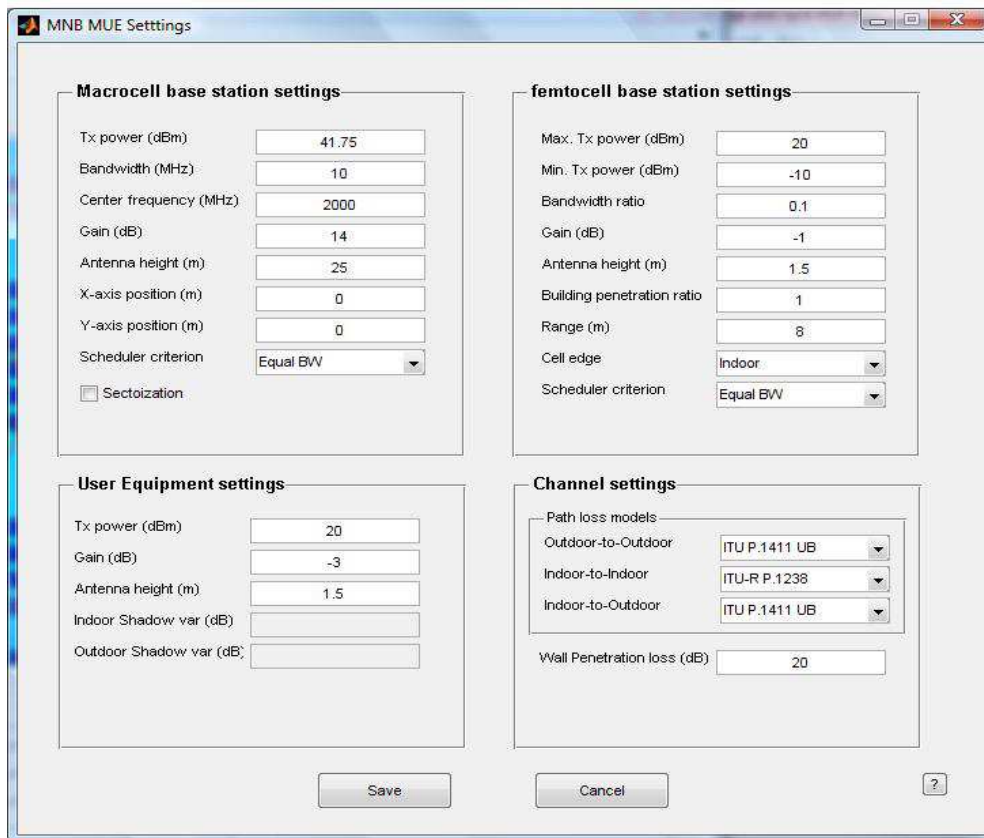 MNB MUE Setttings
Macrocell base station settings
Tx power (dBm) 41.75
Bandwidth (MHz) 10
Center frequency (MHz) 2000
Gain (dB) 14
Antenna height (m) 25
X-axis position (m) 0
Y-axis position (m) 0
Scheduler criterion Equal BW
Sectoization
femtocell base station settings
Max. Tx power (dBm) 20
Min. Tx power (dBm) -10
Bandwidth ratio 0.1
Gain (dB) -1
Antenna height (m) 1.5
Building penetration ratio 1
Range (m) 8
Cell edge Indoor
Scheduler criterion Equal BW
User Equipment settings
Tx power (dBm) 20
Gain (dB) -3
Antenna height (m) 1.5
Indoor Shadow var (dB)
Outdoor Shadow var (dB)
Channel settings
Path loss models
Outdoor-to-Outdoor ITU P.1411 UB
Indoor-to-Indoor ITU-R P.1238
Indoor-to-Outdoor ITU P.1411 UB
Wall Penetration loss (dB) 20
Save
Cancel
?